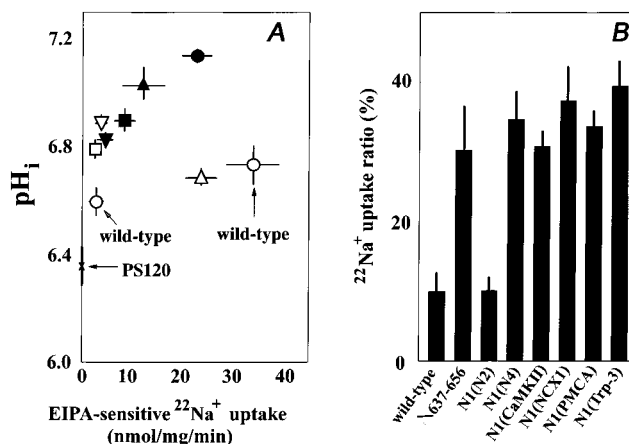 A
7.2
6.8
6.4
6.0
pHi
wild-type
wild-type
PS120
0 10 20 30 40
EIPA-sensitive 22Na+ uptake
(nmol/mg/min)
B
40
20
0
22Na+ uptake ratio (%)
wild-type
637-656
N1(N2)
N1(N4)
N1(CaMKII)
N1(NCX1)
N1(PMCA)
N1(Trp-3)